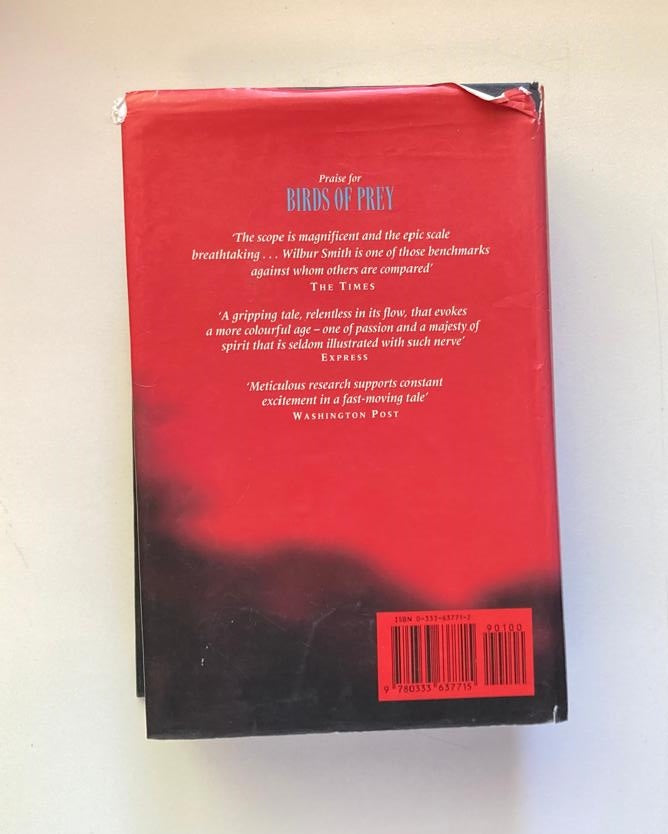 Praise for
BIRDS OF PREY
‘The scope is magnificent and the epic scale
breathtaking . . . Wilbur Smith is one of those benchmarks
against whom others are compared’
THE TIMES
‘A gripping tale, relentless in its flow, that evokes
a more colourful age – one of passion and a majesty of
spirit that is seldom illustrated with such nerve’
EXPRESS
‘Meticulous research supports constant
excitement in a fast-moving tale’
WASHINGTON POST
ISBN 0-333-63771-2
90100
9 780333 637715